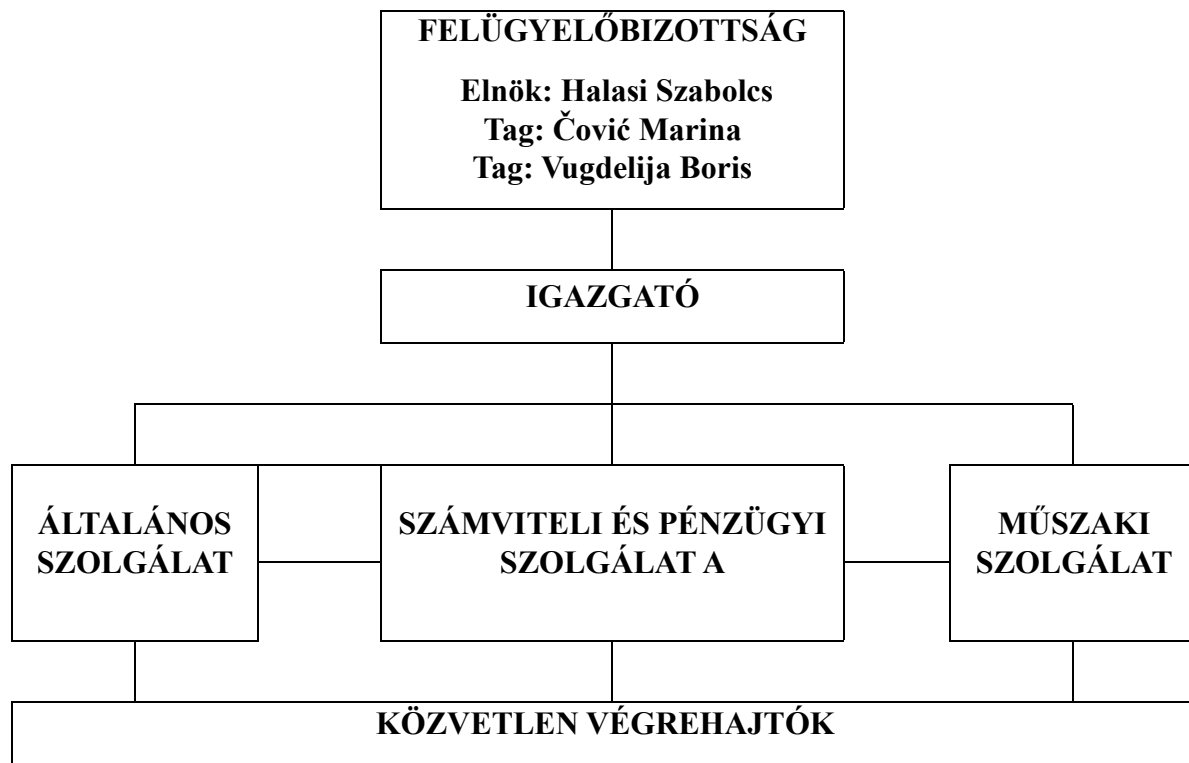 FELÜGYELŐBIZOTTSÁG
Elnök: Halasi Szabolcs
Tag: Čović Marina
Tag: Vugdelija Boris
IGAZGATÓ
ÁLTALÁNOS
SZOLGÁLAT
SZÁMVITELI ÉS PÉNZÜGYI
SZOLGÁLAT A
MŰSZAKI
SZOLGÁLAT
KÖZVETLEN VÉGREHAJTÓK